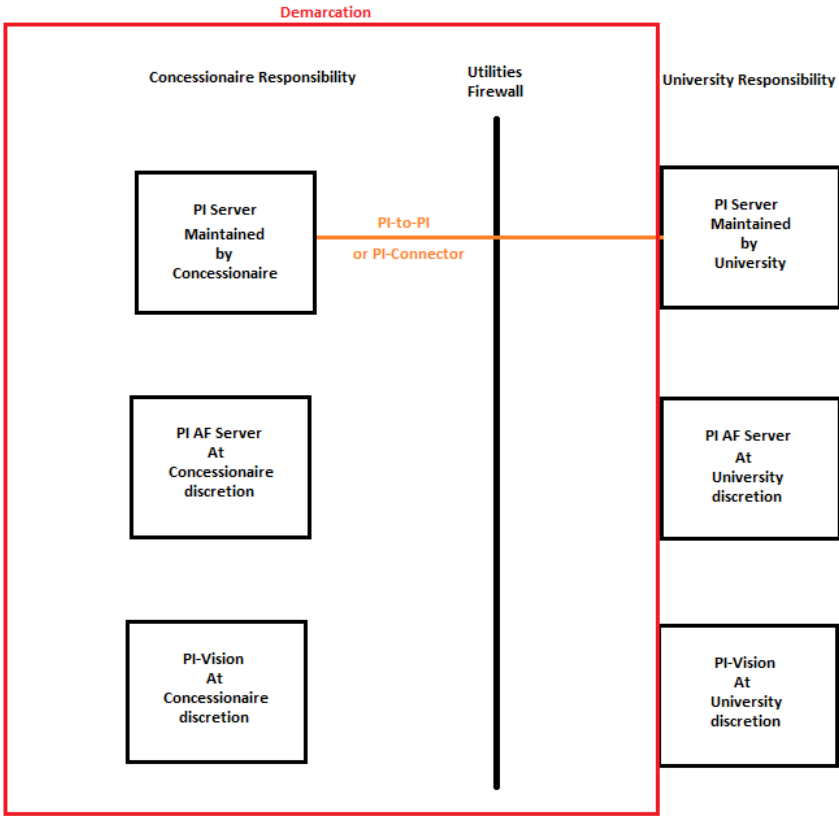 Demarcation
Concessionaire Responsibility
Utilities
Firewall
University Responsibility
PI Server
Maintained
by
Concessionaire
PI-to-PI
or PI-Connector
PI Server
Maintained
by
University
PI AF Server
At
Concessionaire
discretion
PI AF Server
At
University
discretion
PI-Vision
At
Concessionaire
discretion
PI-Vision
At
University
discretion